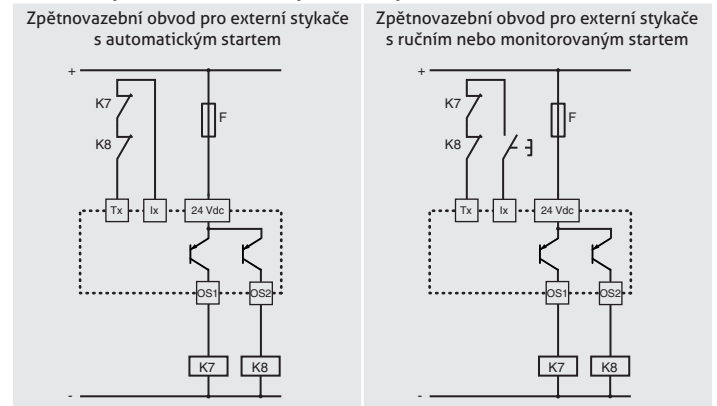 Zpětnovazební obvod pro externí stykače
s automatickým startem
+
K7
K8
F
Tx
Ix
24 Vdc
OS1
OS2
K7
K8
-
Zpětnovazební obvod pro externí stykače
s ručním nebo monitorovaným startem
+
K7
K8
F
Tx
Ix
24 Vdc
OS1
OS2
K7
K8
-